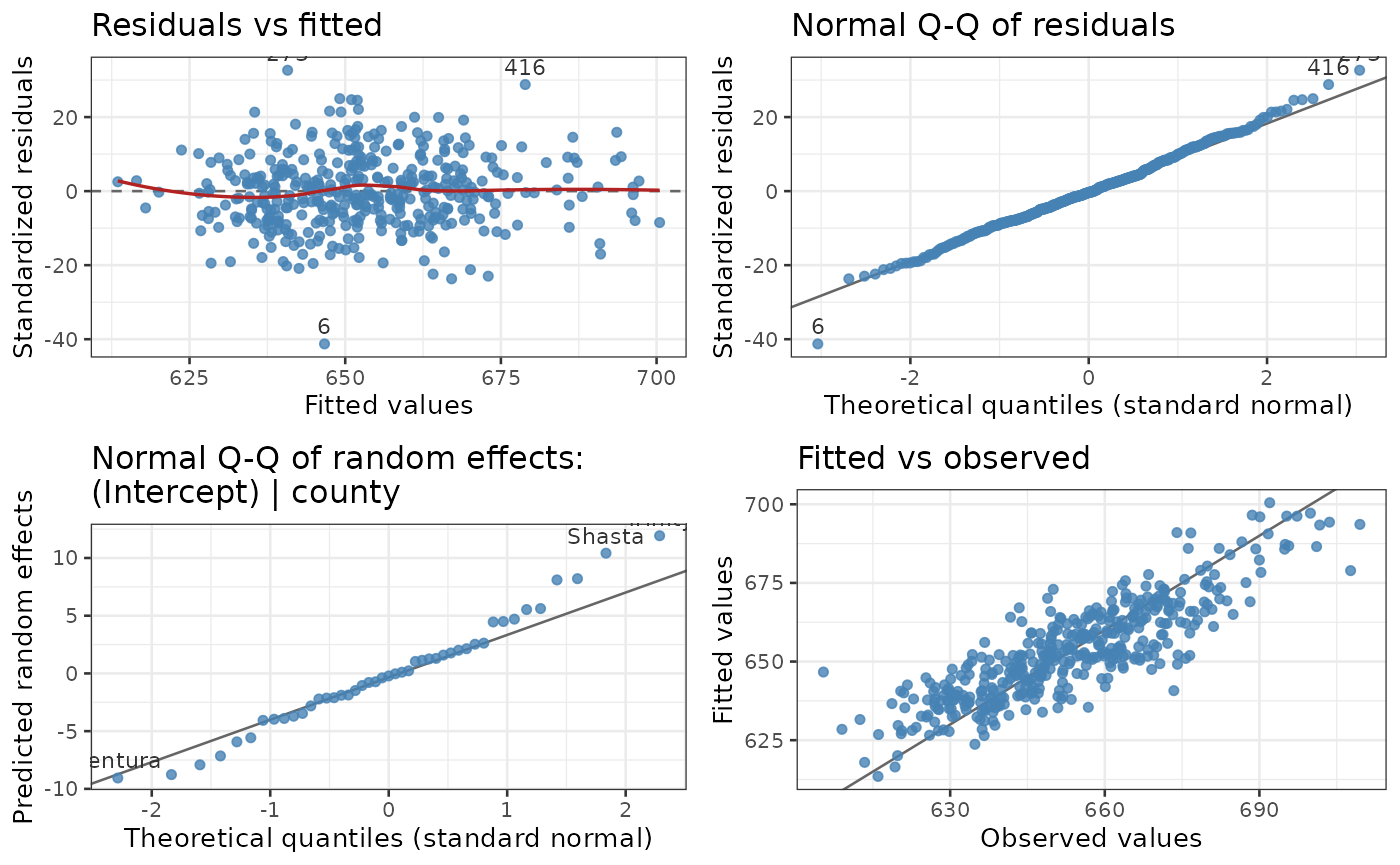 Residuals vs fitted
Standardized residuals
416
20
0
-20
-40
6
625
650
675
700
Fitted values
Normal Q-Q of residuals
Standardized residuals
416
20
0
-20
-40
6
-2
0
2
Theoretical quantiles (standard normal)
Normal Q-Q of random effects:
(Intercept) | county
Predicted random effects
Shasta
10
5
0
-5
-10
entura
-2
-1
0
1
2
Theoretical quantiles (standard normal)
Fitted vs observed
Fitted values
700
675
650
625
630
660
690
Observed values